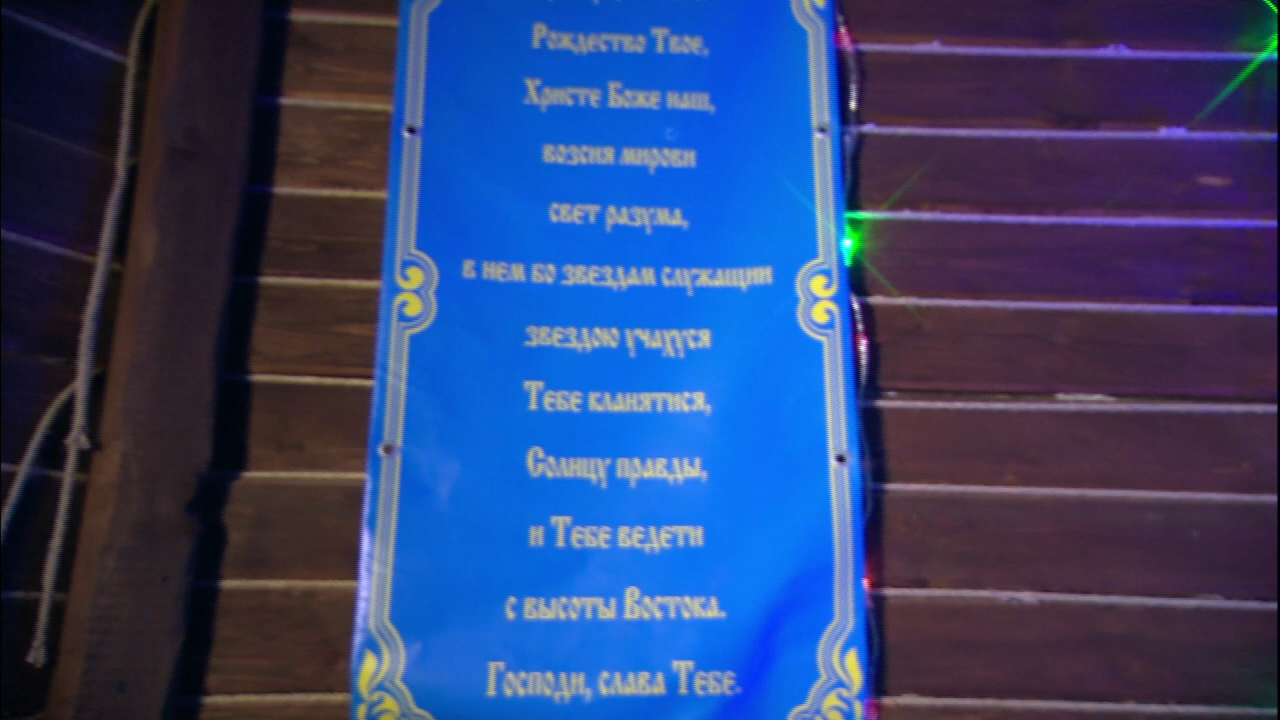 Рождество Твое,
Христе Боже наш,
возсия мирови
свет разума,
в нем бо звездам служащии
звездою учахуся
Тебе кланятися,
Солнцу правды,
и Тебе ведети
с высоты Востока.
Господи, слава Тебе.